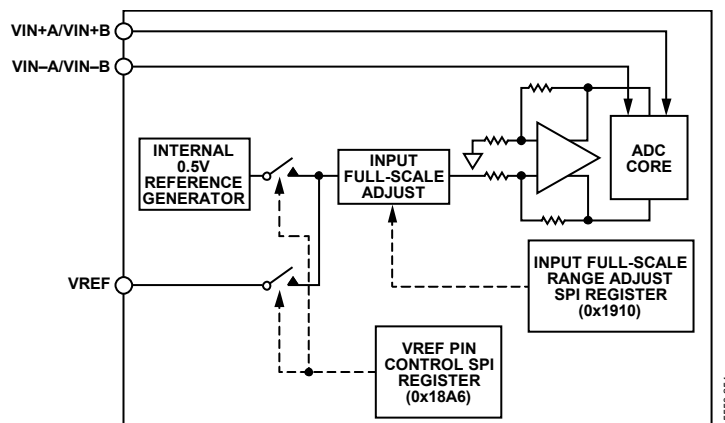 VIN+A/VIN+B
VIN–A/VIN–B
INTERNAL
0.5V
REFERENCE
GENERATOR
INPUT
FULL-SCALE
ADJUST
ADC
CORE
VREF
INPUT FULL-SCALE
RANGE ADJUST
SPI REGISTER
(0x1910)
VREF PIN
CONTROL SPI
REGISTER
(0x18A6)